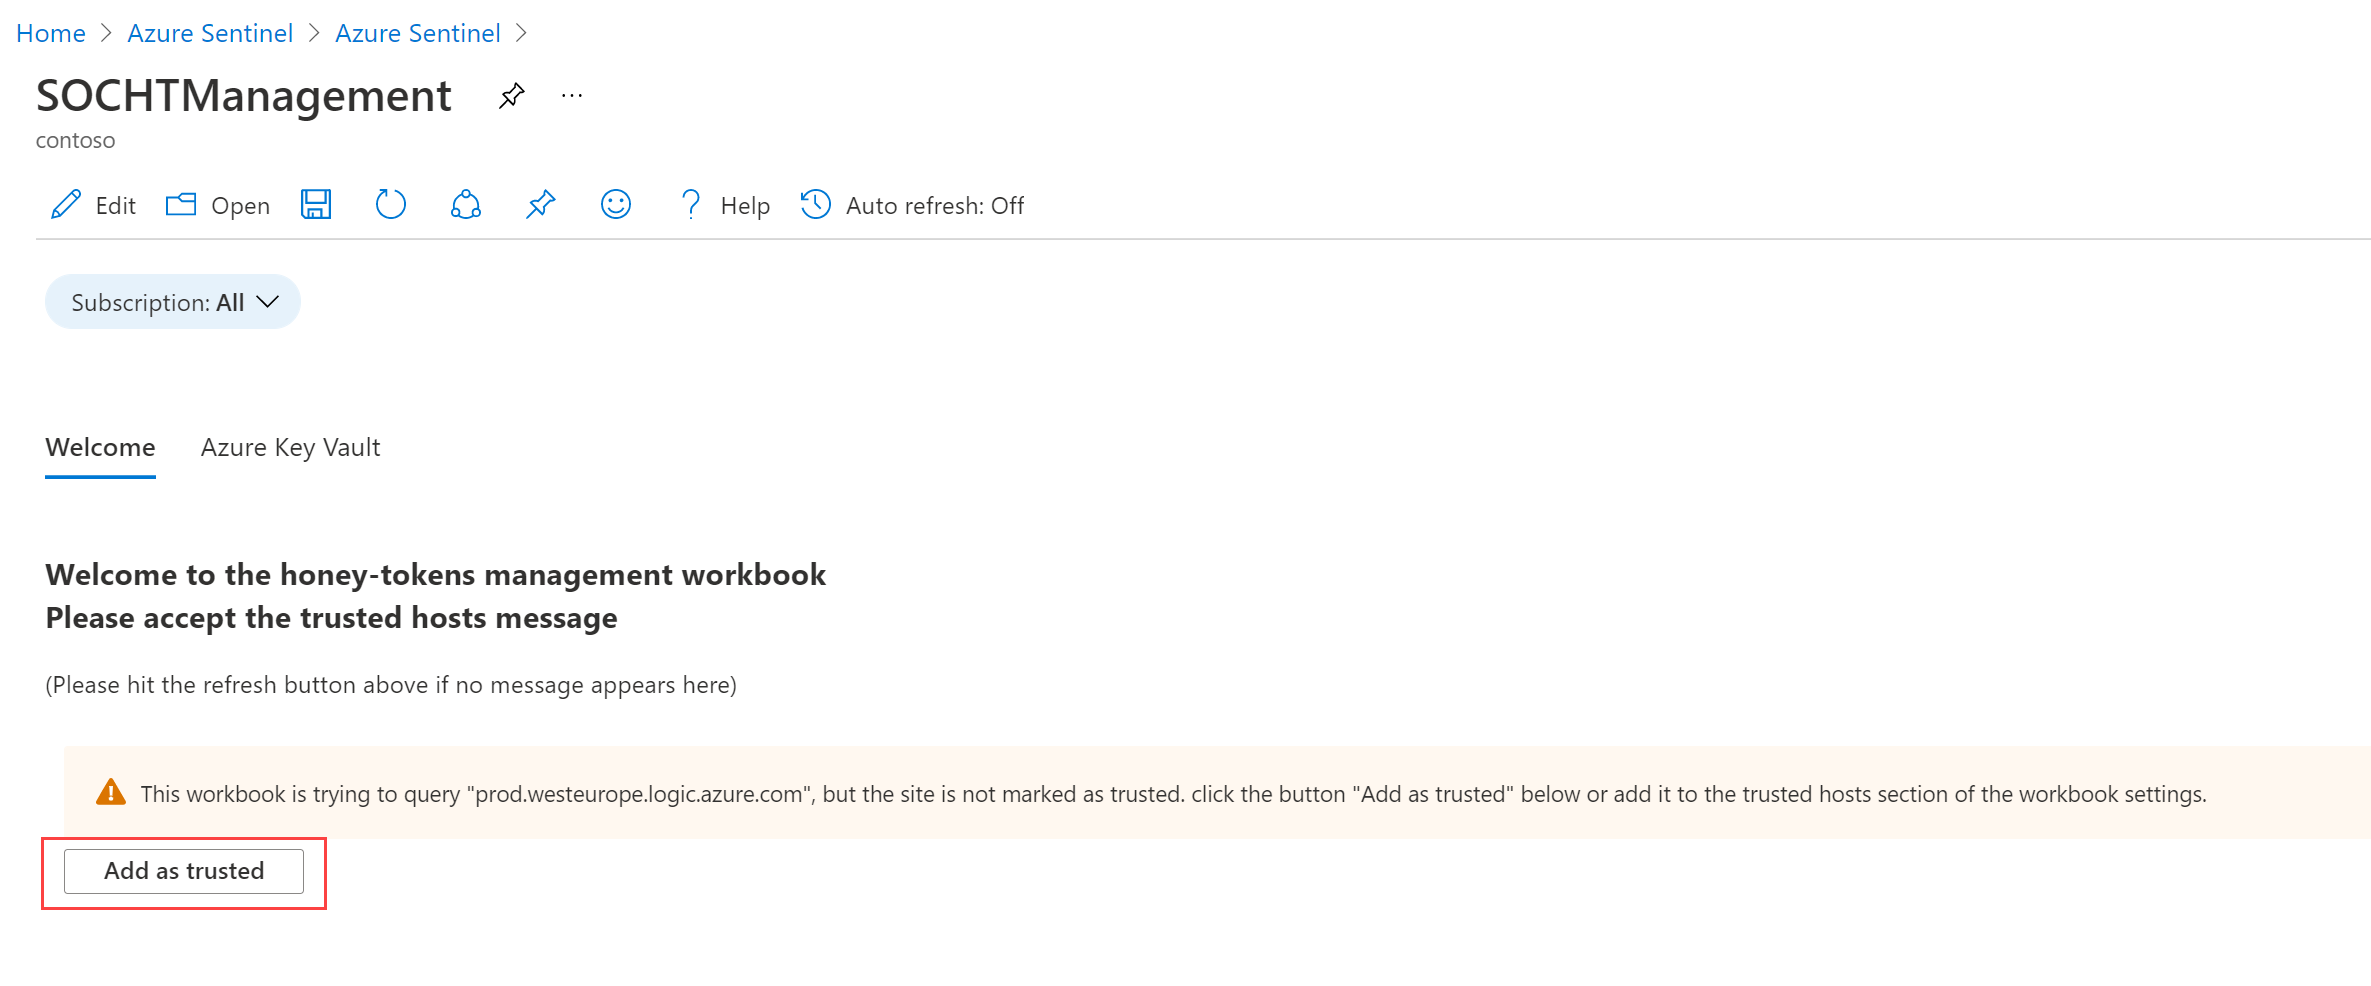 Home > Azure Sentinel > Azure Sentinel >
SOCHTManagement ...
contoso
Edit Open Help Auto refresh: Off
Subscription: All
Welcome Azure Key Vault
Welcome to the honey-tokens management workbook
Please accept the trusted hosts message
(Please hit the refresh button above if no message appears here)
This workbook is trying to query "prod.westeurope.logic.azure.com", but the site is not marked as trusted. click the button "Add as trusted" below or add it to the trusted hosts section of the workbook settings.
Add as trusted